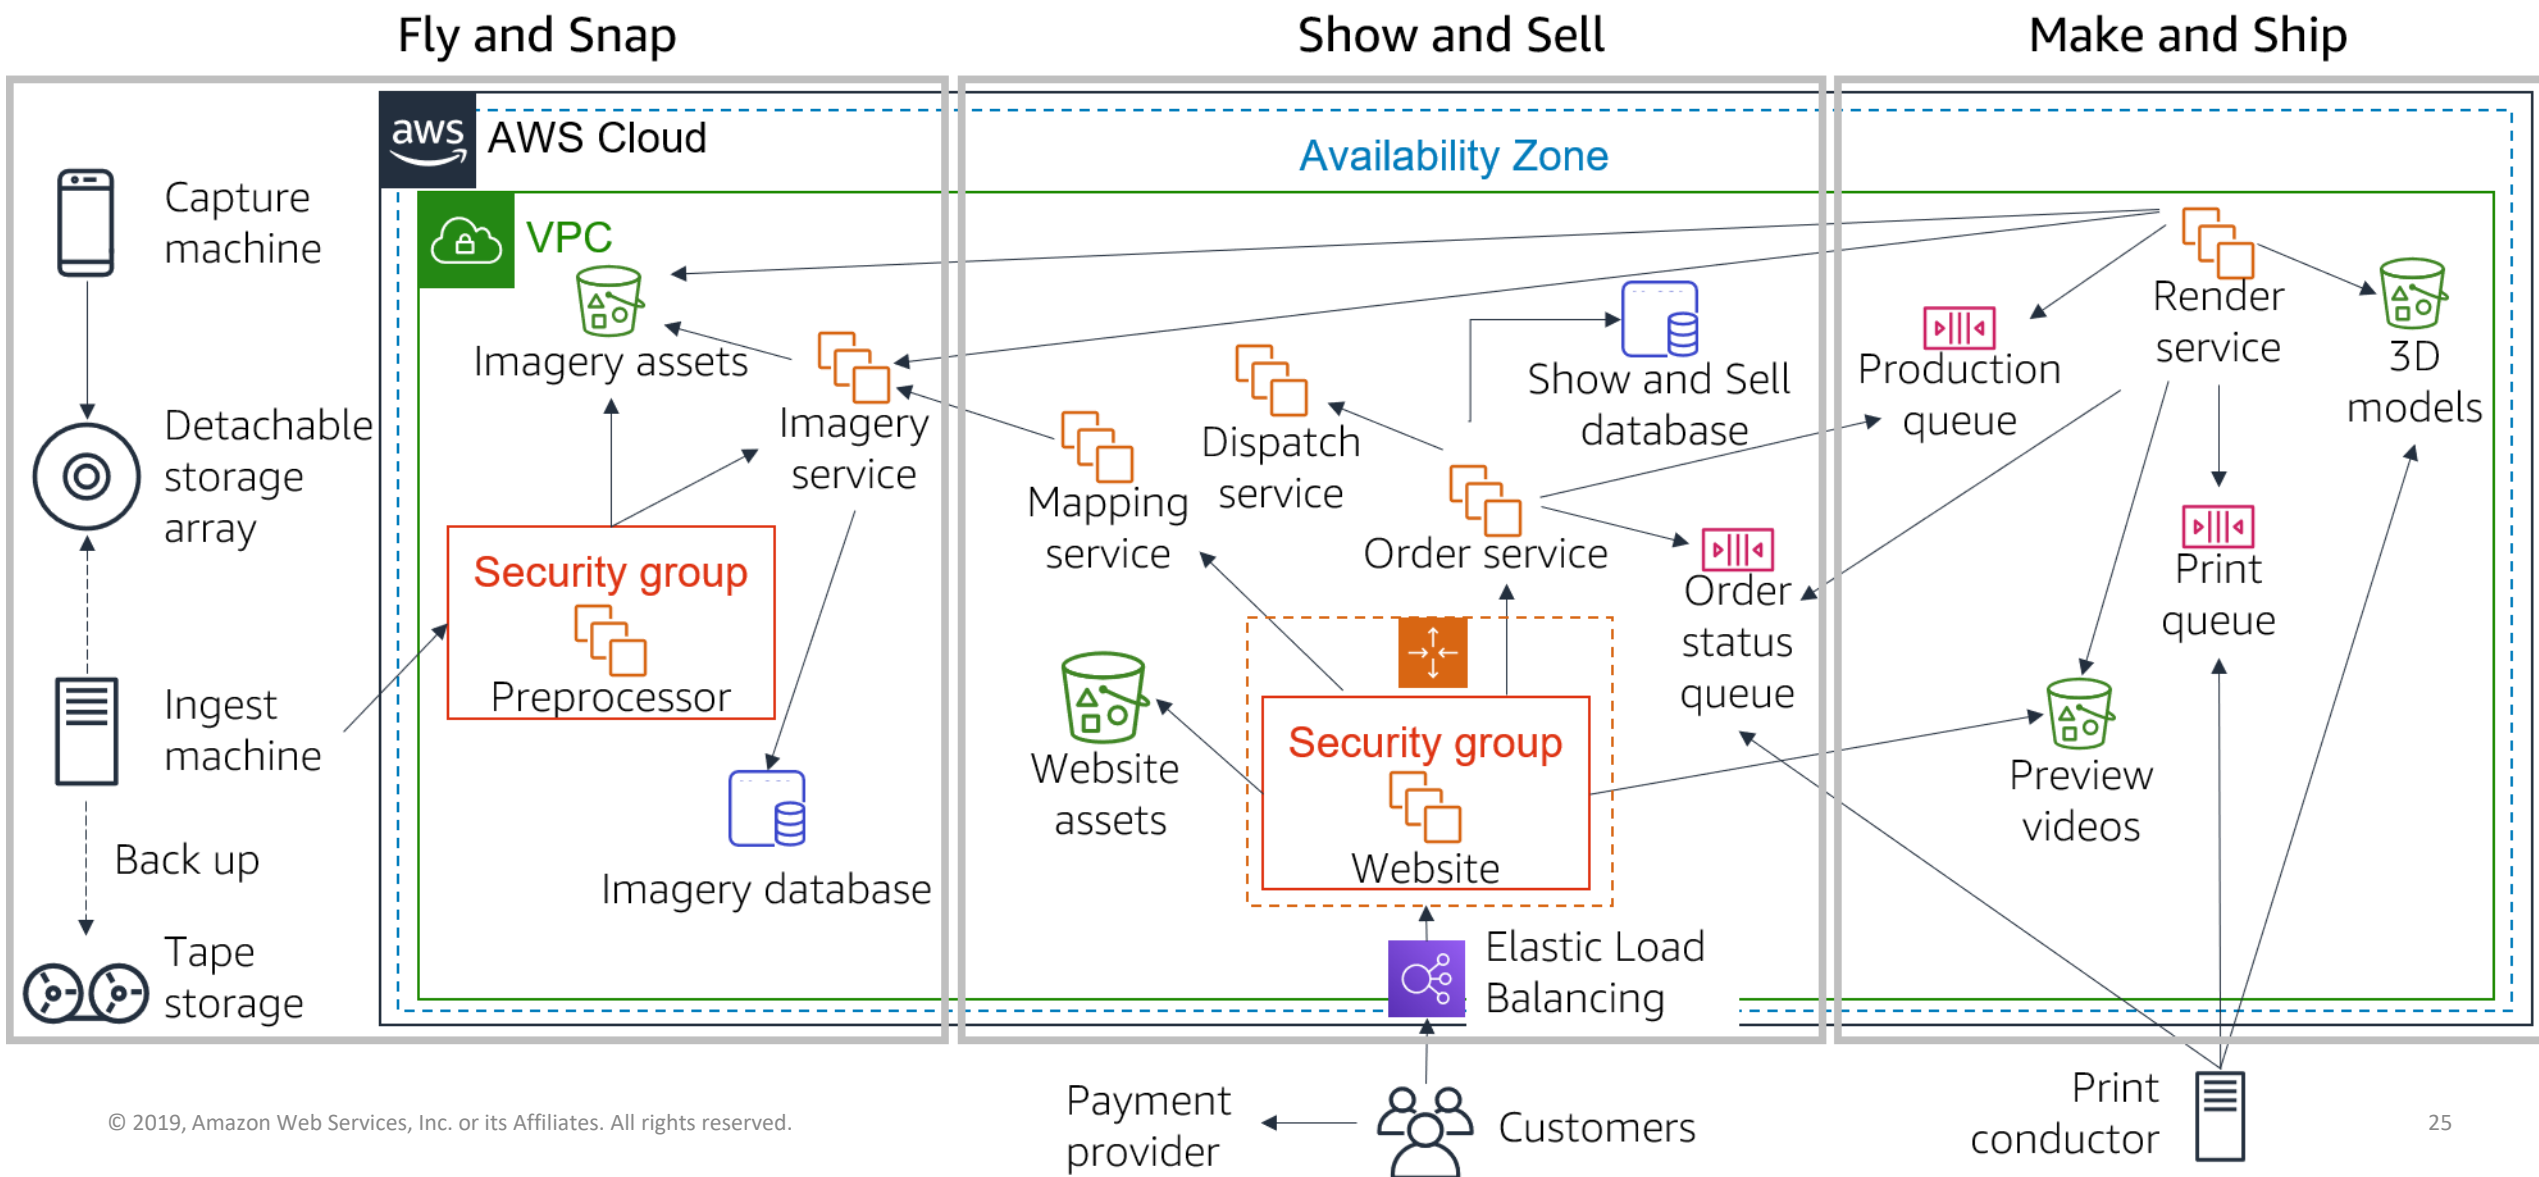 Fly and Snap
Show and Sell
Make and Ship
aws
AWS Cloud
Availability Zone
VPC
Capture
machine
Detachable
storage
array
Ingest
machine
Back up
Tape
storage
Imagery assets
Imagery
service
Security group
Preprocessor
Imagery database
Mapping
service
Dispatch
service
Show and Sell
database
Order service
Order
status
queue
Website
assets
Security group
Website
Elastic Load
Balancing
Production
queue
Render
service
3D
models
Print
queue
Preview
videos
Payment
provider
Customers
Print
conductor
© 2019, Amazon Web Services, Inc. or its Affiliates. All rights reserved.
25